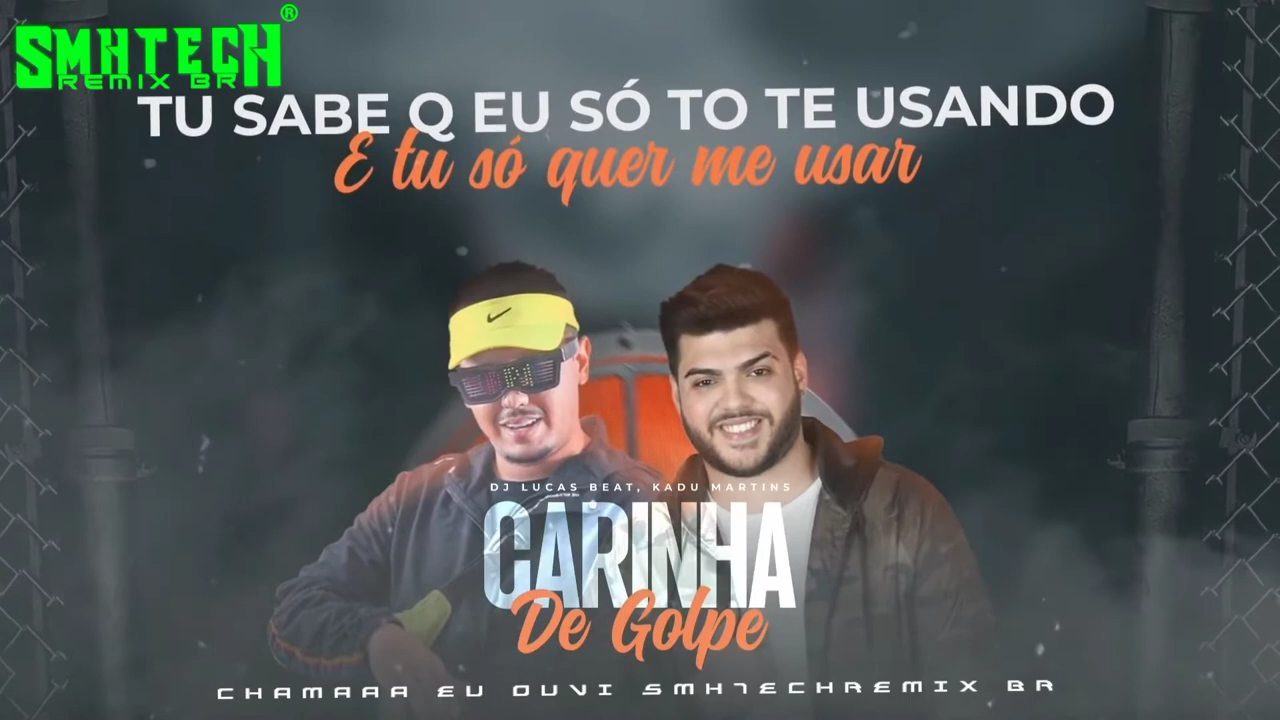 SMHTECH®
REMIX BR
TU SABE Q EU SÓ TO TE USANDO
E tu só quer me usar
DJ LUCAS BEAT, KADU MARTINS
CARINHA
De Golpe
CHAMAAA EU OUVI SMHTECHREMIX BR